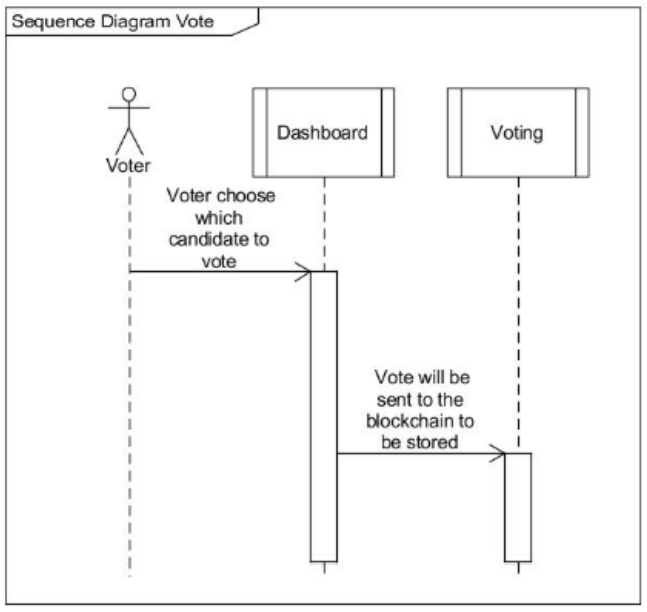 Sequence Diagram Vote
Dashboard
Voting
Voter
Voter choose
which
candidate to
vote
Vote will be
sent to the
blockchain to
be stored